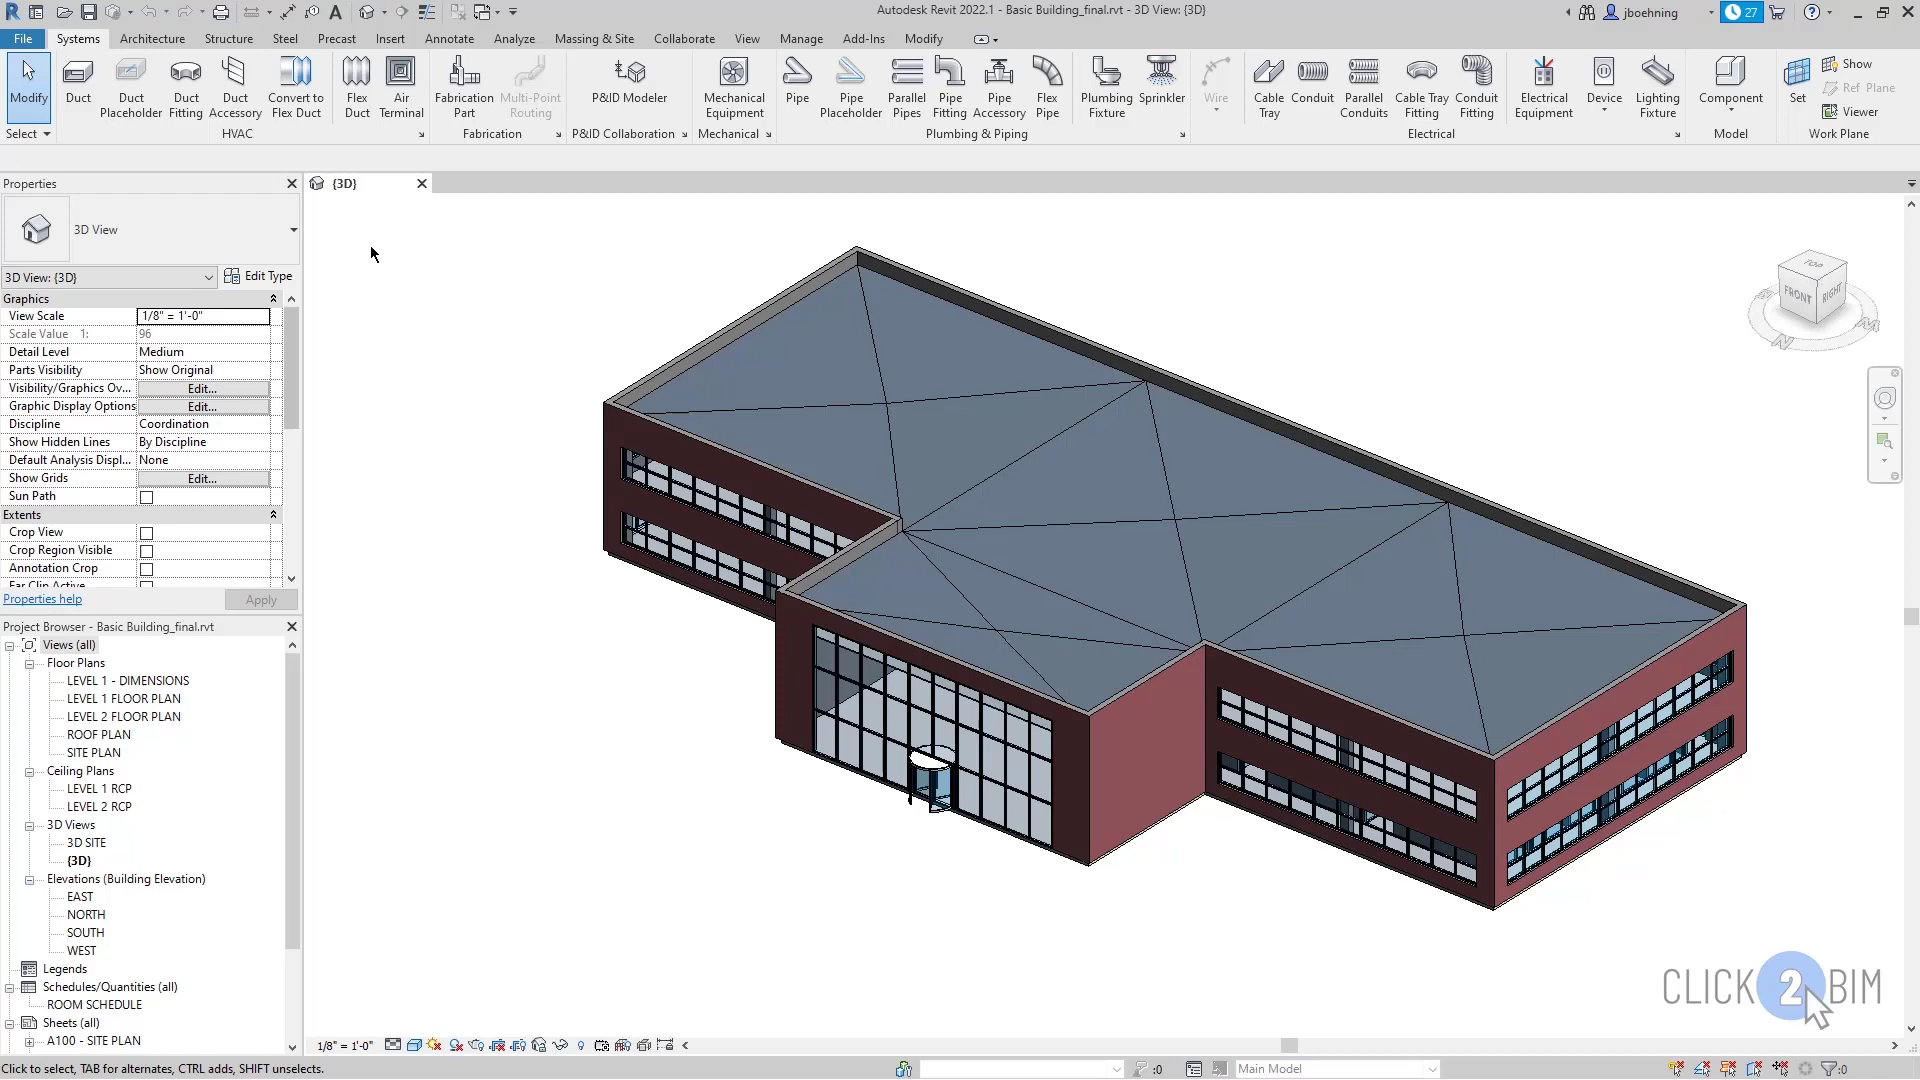 Autodesk Revit 2022.1 - Basic Building_final.rvt - 3D View: {3D}
jboehning
27
File Systems Architecture Structure Steel Precast Insert Annotate Analyze Massing & Site Collaborate View Manage Add-Ins Modify
Modify
Duct
Duct Placeholder
Duct Fitting
Duct Accessory
Convert to Flex Duct
Flex Duct
Air Terminal
Fabrication Part
Multi-Point Routing
P&ID Modeler
Mechanical Equipment
Pipe
Pipe Placeholder
Parallel Pipes
Pipe Fitting
Pipe Accessory
Flex Pipe
Plumbing Fixture
Sprinkler
Wire
Cable Tray
Conduit
Parallel Conduits
Cable Tray Fitting
Conduit Fitting
Electrical Equipment
Device
Lighting Fixture
Component
Set
Show
Ref Plane
Viewer
Select HVAC Fabrication P&ID Collaboration Mechanical Plumbing & Piping Electrical Model Work Plane
Properties
{3D}
3D View
3D View: {3D} Edit Type
Graphics
View Scale 1/8" = 1'-0"
Scale Value 1: 96
Detail Level Medium
Parts Visibility Show Original
Visibility/Graphics Ov... Edit...
Graphic Display Options Edit...
Discipline Coordination
Show Hidden Lines By Discipline
Default Analysis Displ... None
Show Grids Edit...
Sun Path
Extents
Crop View
Crop Region Visible
Annotation Crop
Far Clip Active
Properties help Apply
Project Browser - Basic Building_final.rvt
Views (all)
Floor Plans
LEVEL 1 - DIMENSIONS
LEVEL 1 FLOOR PLAN
LEVEL 2 FLOOR PLAN
ROOF PLAN
SITE PLAN
Ceiling Plans
LEVEL 1 RCP
LEVEL 2 RCP
3D Views
3D SITE
{3D}
Elevations (Building Elevation)
EAST
NORTH
SOUTH
WEST
Legends
Schedules/Quantities (all)
ROOM SCHEDULE
Sheets (all)
A100 - SITE PLAN
TOP
FRONT RIGHT
CLICK 2 BIM
1/8" = 1'-0"
Click to select, TAB for alternates, CTRL adds, SHIFT unselects.
:0
Main Model
:0